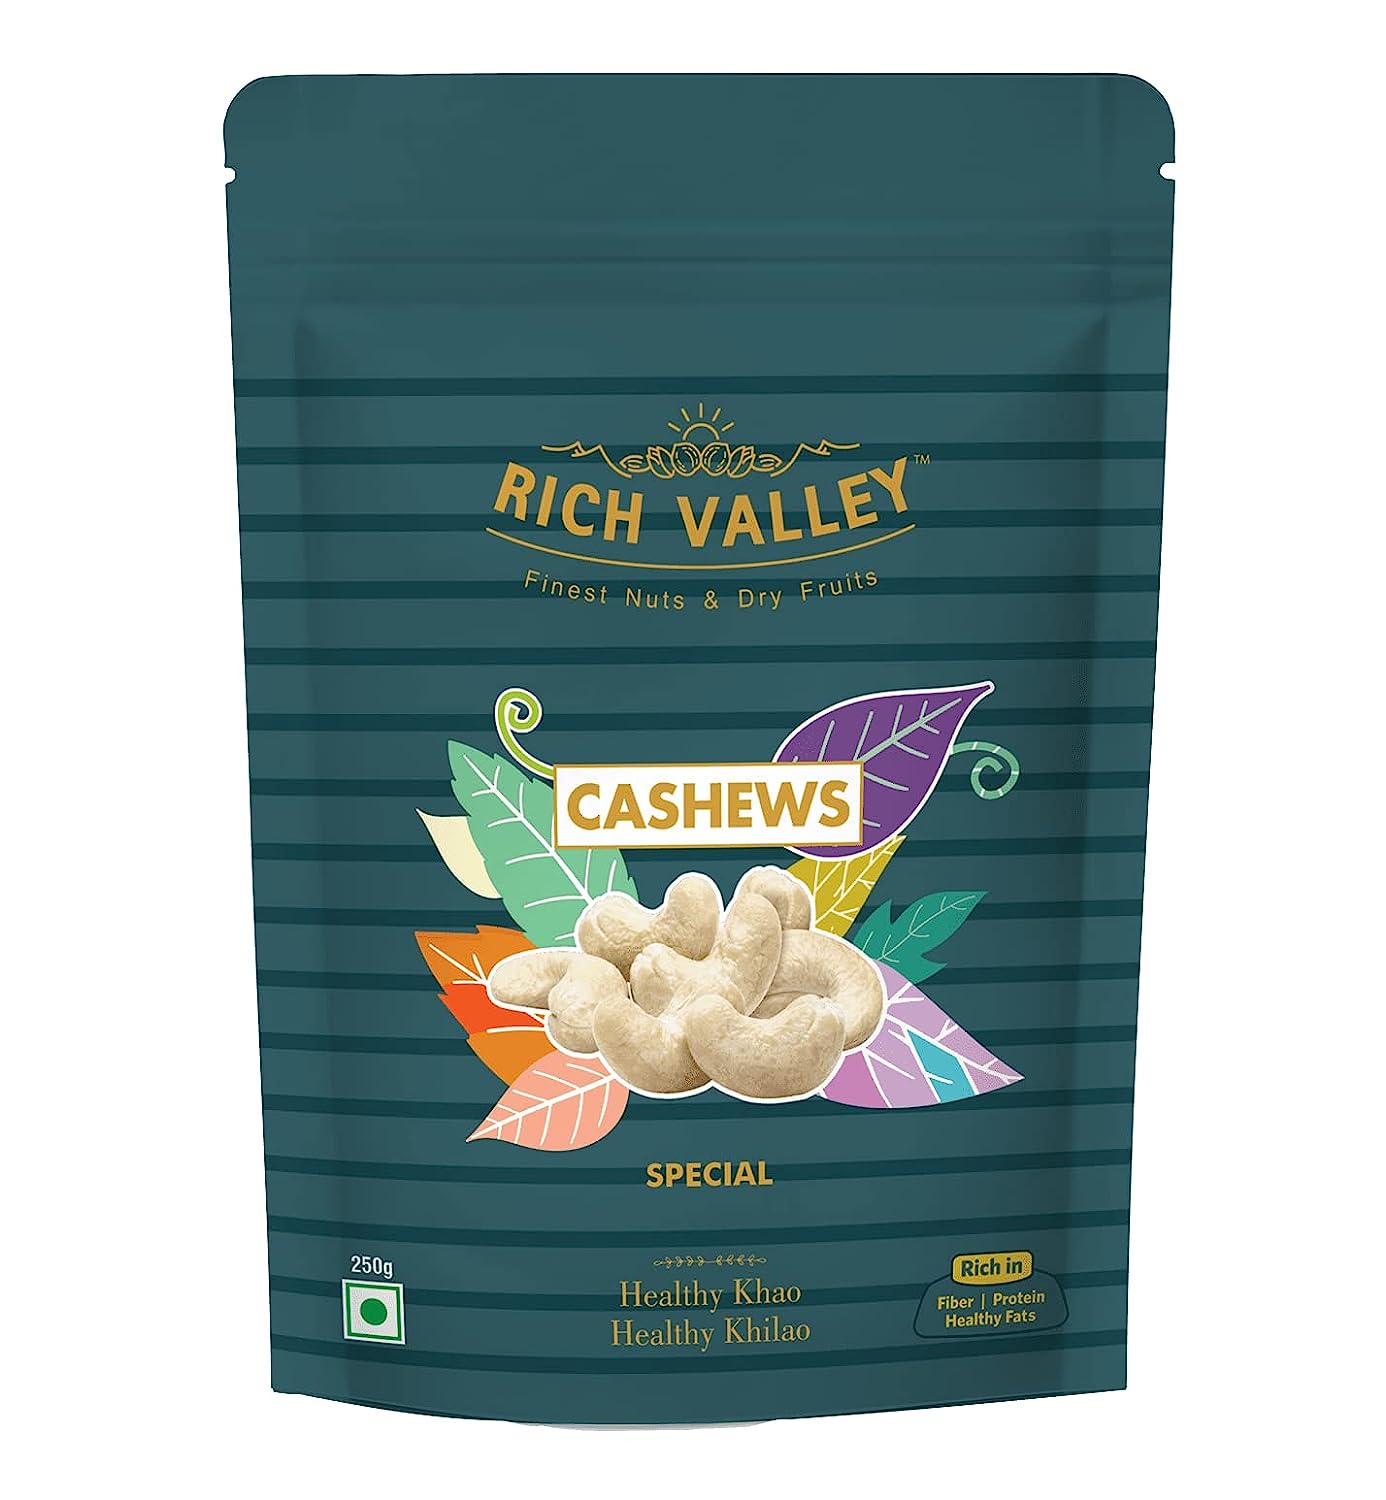 RICH VALLEY™
Finest Nuts & Dry Fruits
CASHEWS
SPECIAL
250g
Healthy Khao
Healthy Khilao
Rich in
Fiber | Protein
Healthy Fats